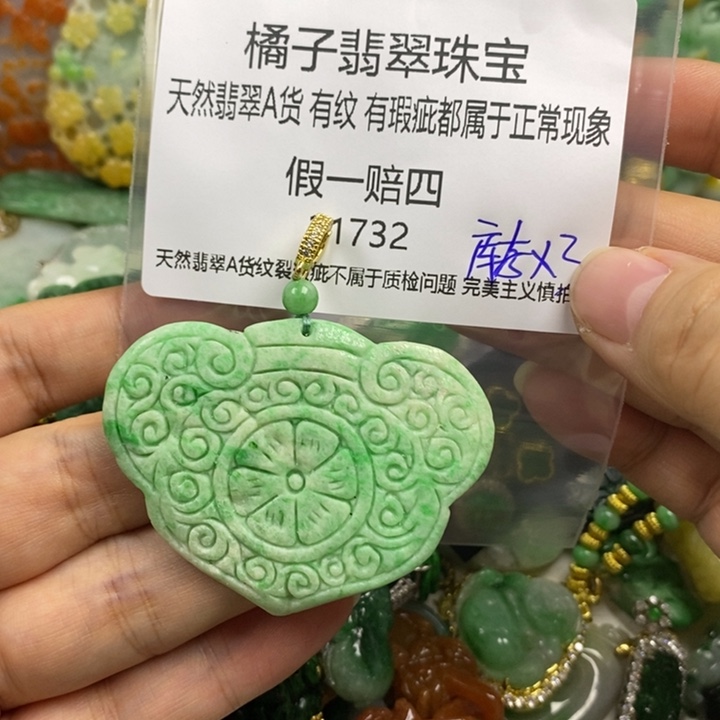 橘子翡翠珠宝
天然翡翠A货 有纹 有瑕疵都属于正常现象
假一赔四
1732
天然翡翠A货纹裂瑕疵不属于质检问题 完美主义慎拍